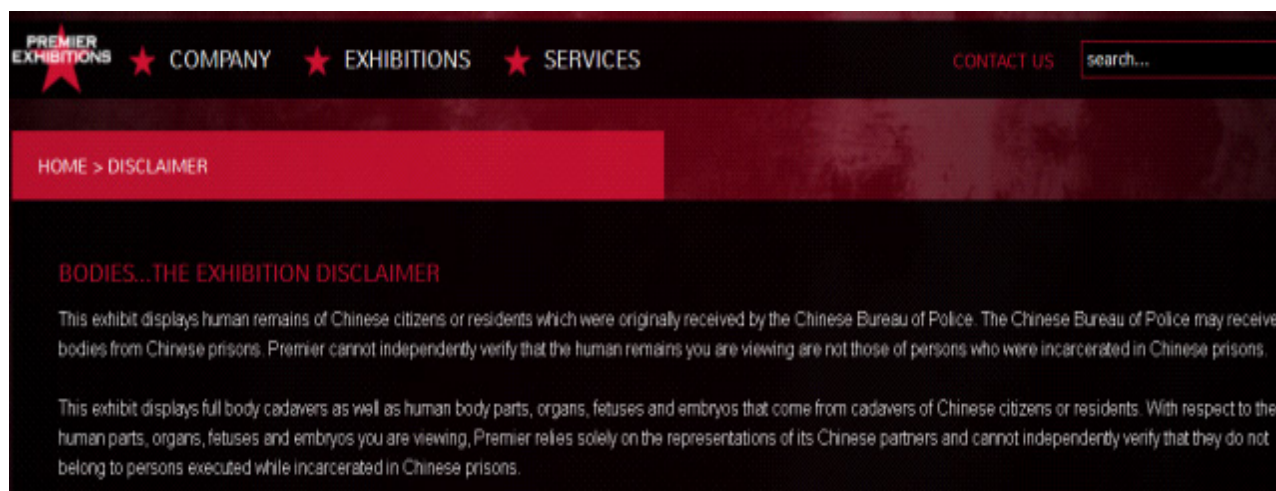 PREMIER
EXHIBITIONS
COMPANY
EXHIBITIONS
SERVICES
CONTACT US
search...
HOME > DISCLAIMER
BODIES...THE EXHIBITION DISCLAIMER
This exhibit displays human remains of Chinese citizens or residents which were originally received by the Chinese Bureau of Police. The Chinese Bureau of Police may receive
bodies from Chinese prisons. Premier cannot independently verify that the human remains you are viewing are not those of persons who were incarcerated in Chinese prisons.
This exhibit displays full body cadavers as well as human body parts, organs, fetuses and embryos that come from cadavers of Chinese citizens or residents. With respect to the
human parts, organs, fetuses and embryos you are viewing, Premier relies solely on the representations of its Chinese partners and cannot independently verify that they do not
belong to persons executed while incarcerated in Chinese prisons.